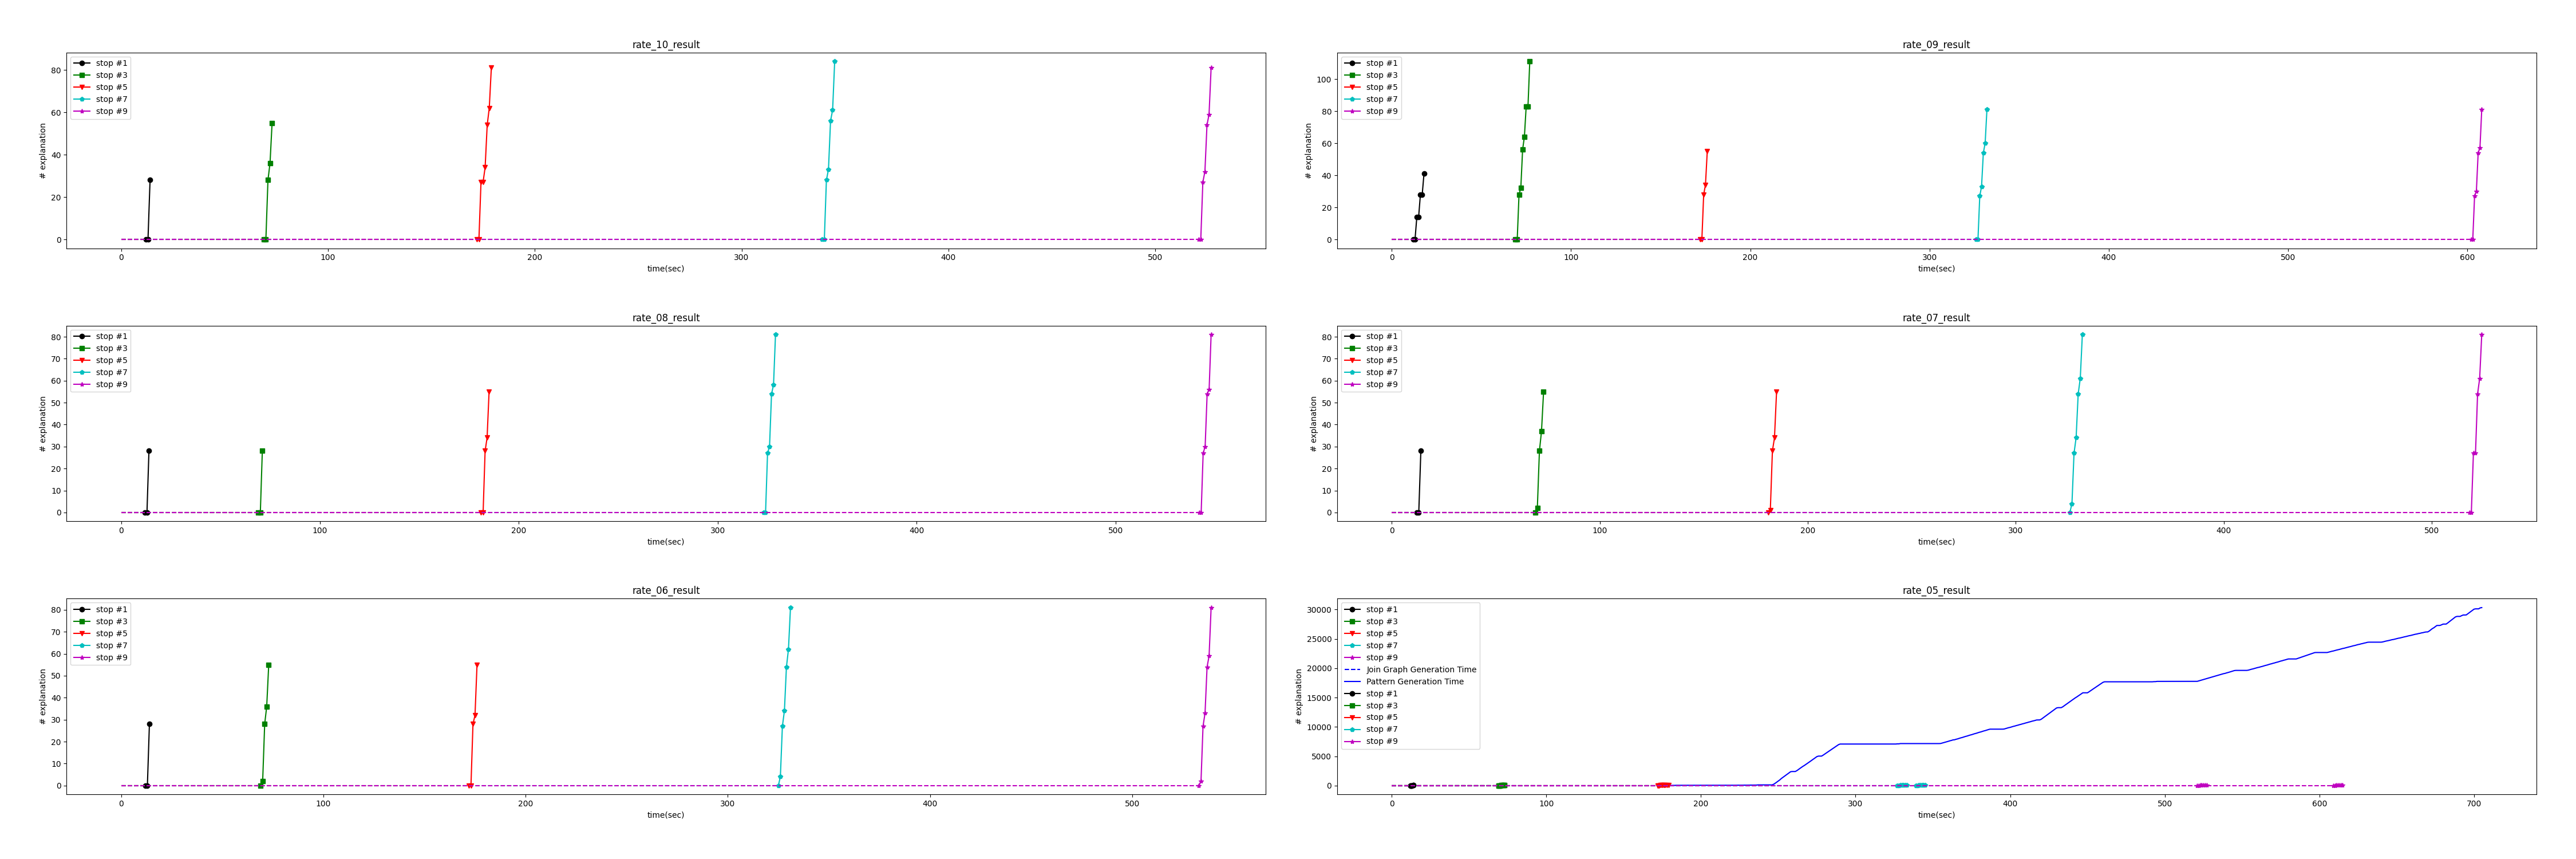 rate_10_result
stop #1
stop #3
stop #5
stop #7
stop #9
80
60
40
20
0
# explanation
0 100 200 300 400 500
time(sec)
rate_09_result
stop #1
stop #3
stop #5
stop #7
stop #9
100
80
60
40
20
0
# explanation
0 100 200 300 400 500 600
time(sec)
rate_08_result
stop #1
stop #3
stop #5
stop #7
stop #9
80
70
60
50
40
30
20
10
0
# explanation
0 100 200 300 400 500
time(sec)
rate_07_result
stop #1
stop #3
stop #5
stop #7
stop #9
80
70
60
50
40
30
20
10
0
# explanation
0 100 200 300 400 500
time(sec)
rate_06_result
stop #1
stop #3
stop #5
stop #7
stop #9
80
70
60
50
40
30
20
10
0
# explanation
0 100 200 300 400 500
time(sec)
rate_05_result
stop #1
stop #3
stop #5
stop #7
stop #9
Join Graph Generation Time
Pattern Generation Time
stop #1
stop #3
stop #5
stop #7
stop #9
30000
25000
20000
15000
10000
5000
0
# explanation
0 100 200 300 400 500 600 700
time(sec)